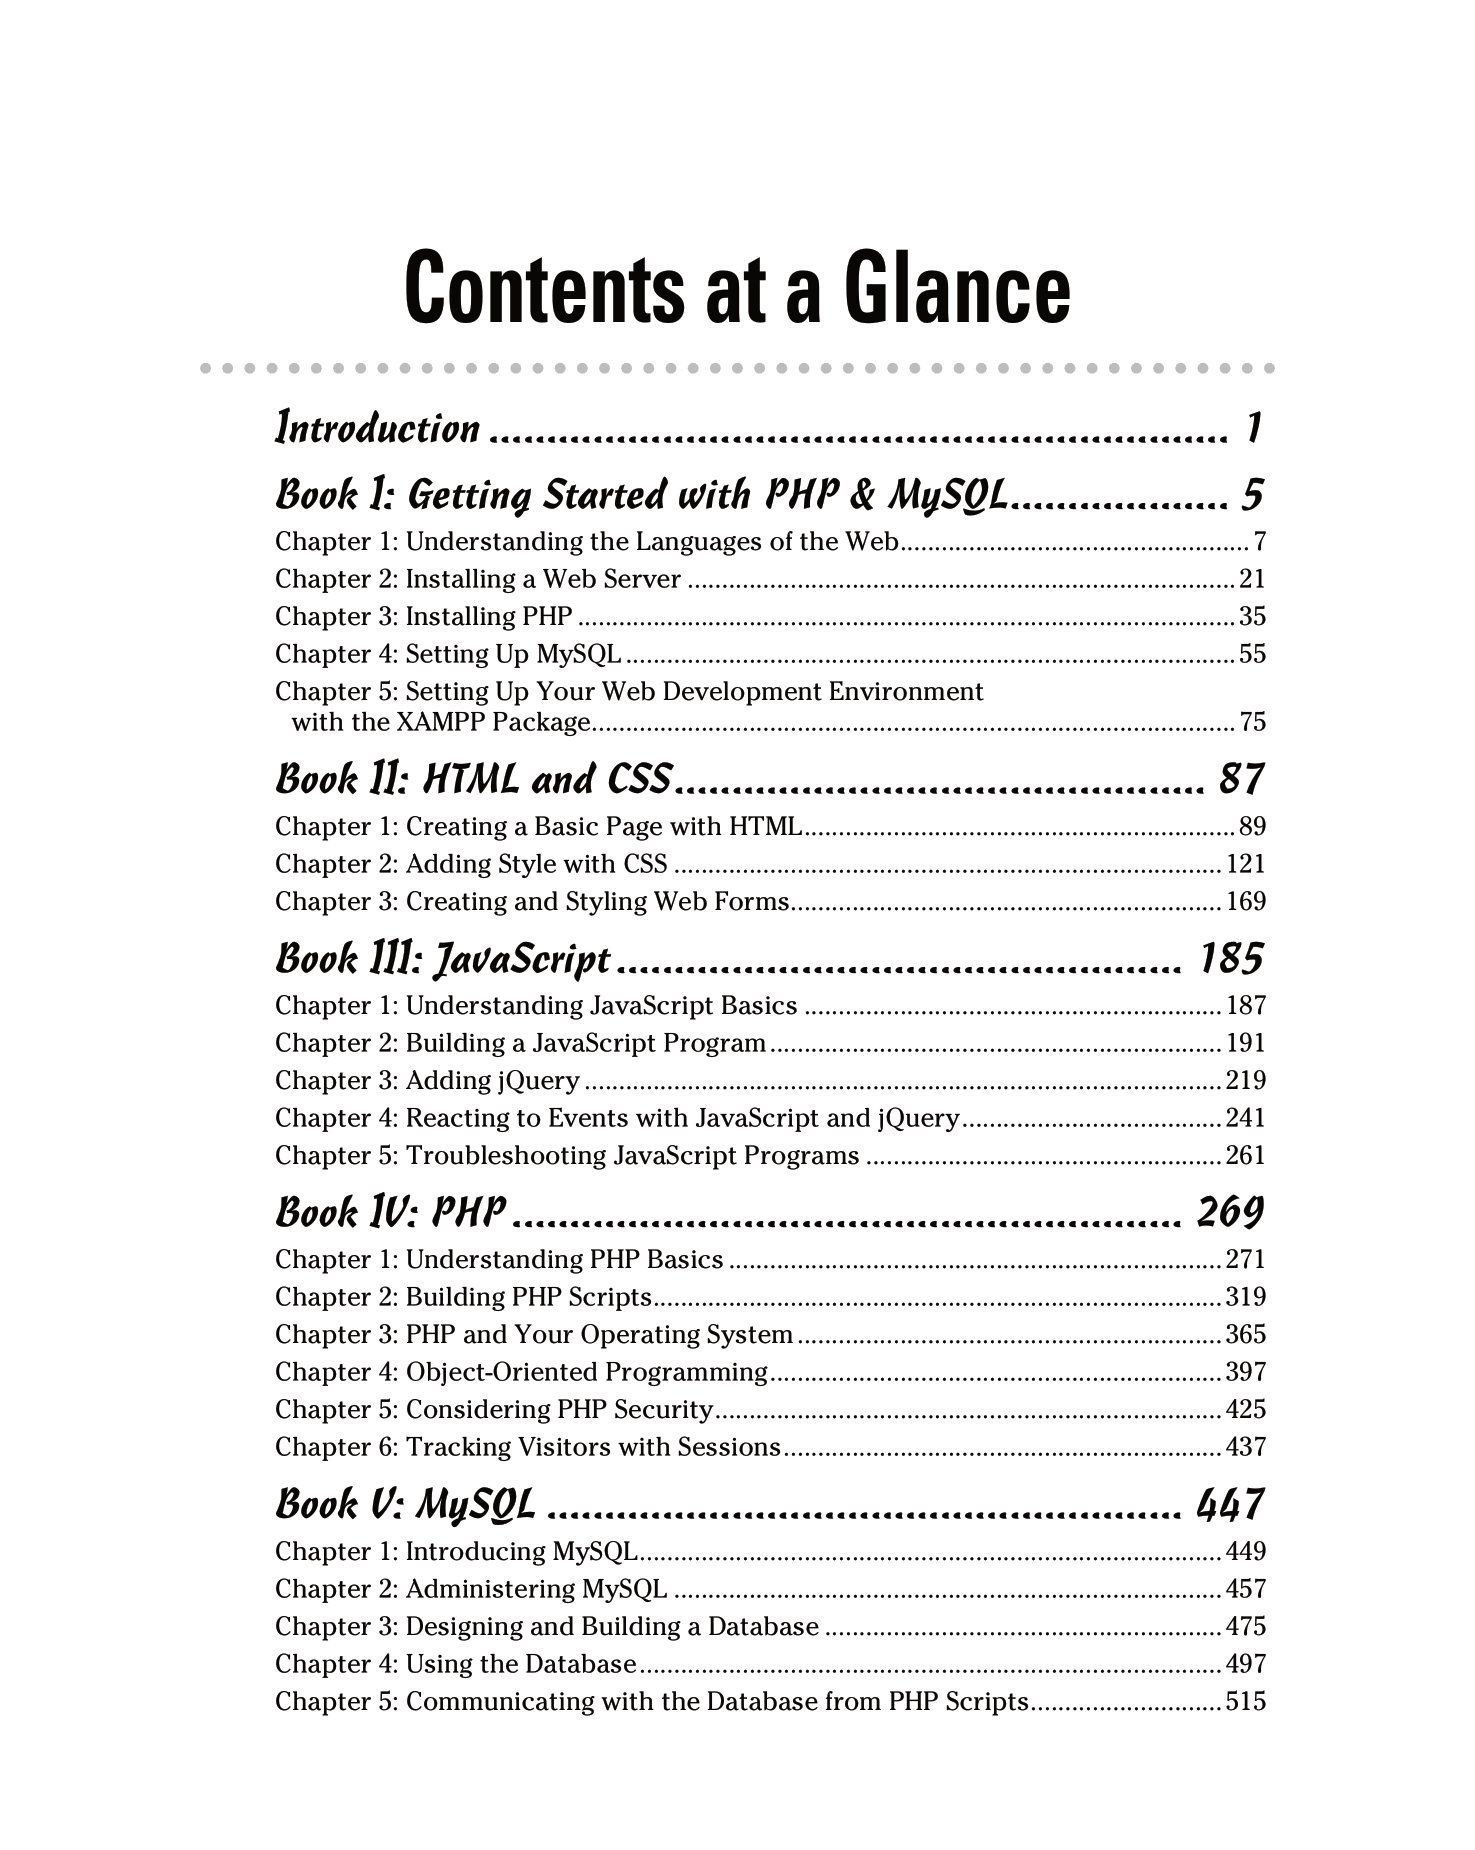 Contents at a Glance
Introduction ................................................................ 1
Book I: Getting Started with PHP & MySQL................... 5
Chapter 1: Understanding the Languages of the Web................................................... 7
Chapter 2: Installing a Web Server ................................................................................ 21
Chapter 3: Installing PHP ................................................................................................ 35
Chapter 4: Setting Up MySQL ......................................................................................... 55
Chapter 5: Setting Up Your Web Development Environment
with the XAMPP Package.............................................................................................. 75
Book II: HTML and CSS.............................................. 87
Chapter 1: Creating a Basic Page with HTML............................................................... 89
Chapter 2: Adding Style with CSS ................................................................................ 121
Chapter 3: Creating and Styling Web Forms............................................................... 169
Book III: JavaScript ................................................. 185
Chapter 1: Understanding JavaScript Basics ............................................................. 187
Chapter 2: Building a JavaScript Program .................................................................. 191
Chapter 3: Adding jQuery ............................................................................................. 219
Chapter 4: Reacting to Events with JavaScript and jQuery...................................... 241
Chapter 5: Troubleshooting JavaScript Programs .................................................... 261
Book IV: PHP .......................................................... 269
Chapter 1: Understanding PHP Basics ........................................................................ 271
Chapter 2: Building PHP Scripts................................................................................... 319
Chapter 3: PHP and Your Operating System .............................................................. 365
Chapter 4: Object-Oriented Programming.................................................................. 397
Chapter 5: Considering PHP Security.......................................................................... 425
Chapter 6: Tracking Visitors with Sessions................................................................ 437
Book V: MySQL ....................................................... 447
Chapter 1: Introducing MySQL..................................................................................... 449
Chapter 2: Administering MySQL ................................................................................ 457
Chapter 3: Designing and Building a Database .......................................................... 475
Chapter 4: Using the Database ..................................................................................... 497
Chapter 5: Communicating with the Database from PHP Scripts............................ 515